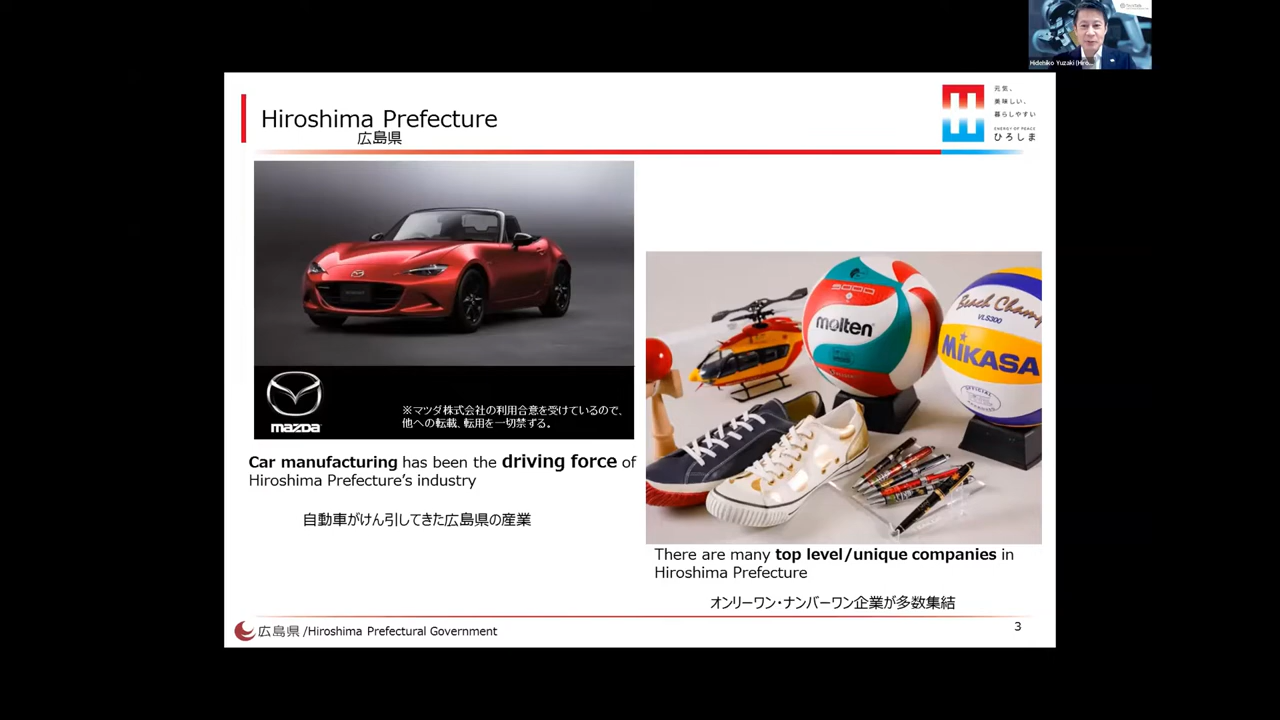 Hidehiko Yuzaki (Hiro...
Hiroshima Prefecture
広島県
元気、
美味しい、
暮らしやすい
ENERGY OF PEACE
ひろしま
mazda
※マツダ株式会社の利用合意を受けているので、
他への転載、転用を一切禁する。
Car manufacturing has been the driving force of
Hiroshima Prefecture's industry
自動車がけん引してきた広島県の産業
5000
molten
Beach Champ
VLS300
MIKASA
OFFICIAL
There are many top level/unique companies in
Hiroshima Prefecture
オンリーワン・ナンバーワン企業が多数集結
広島県/Hiroshima Prefectural Government
3